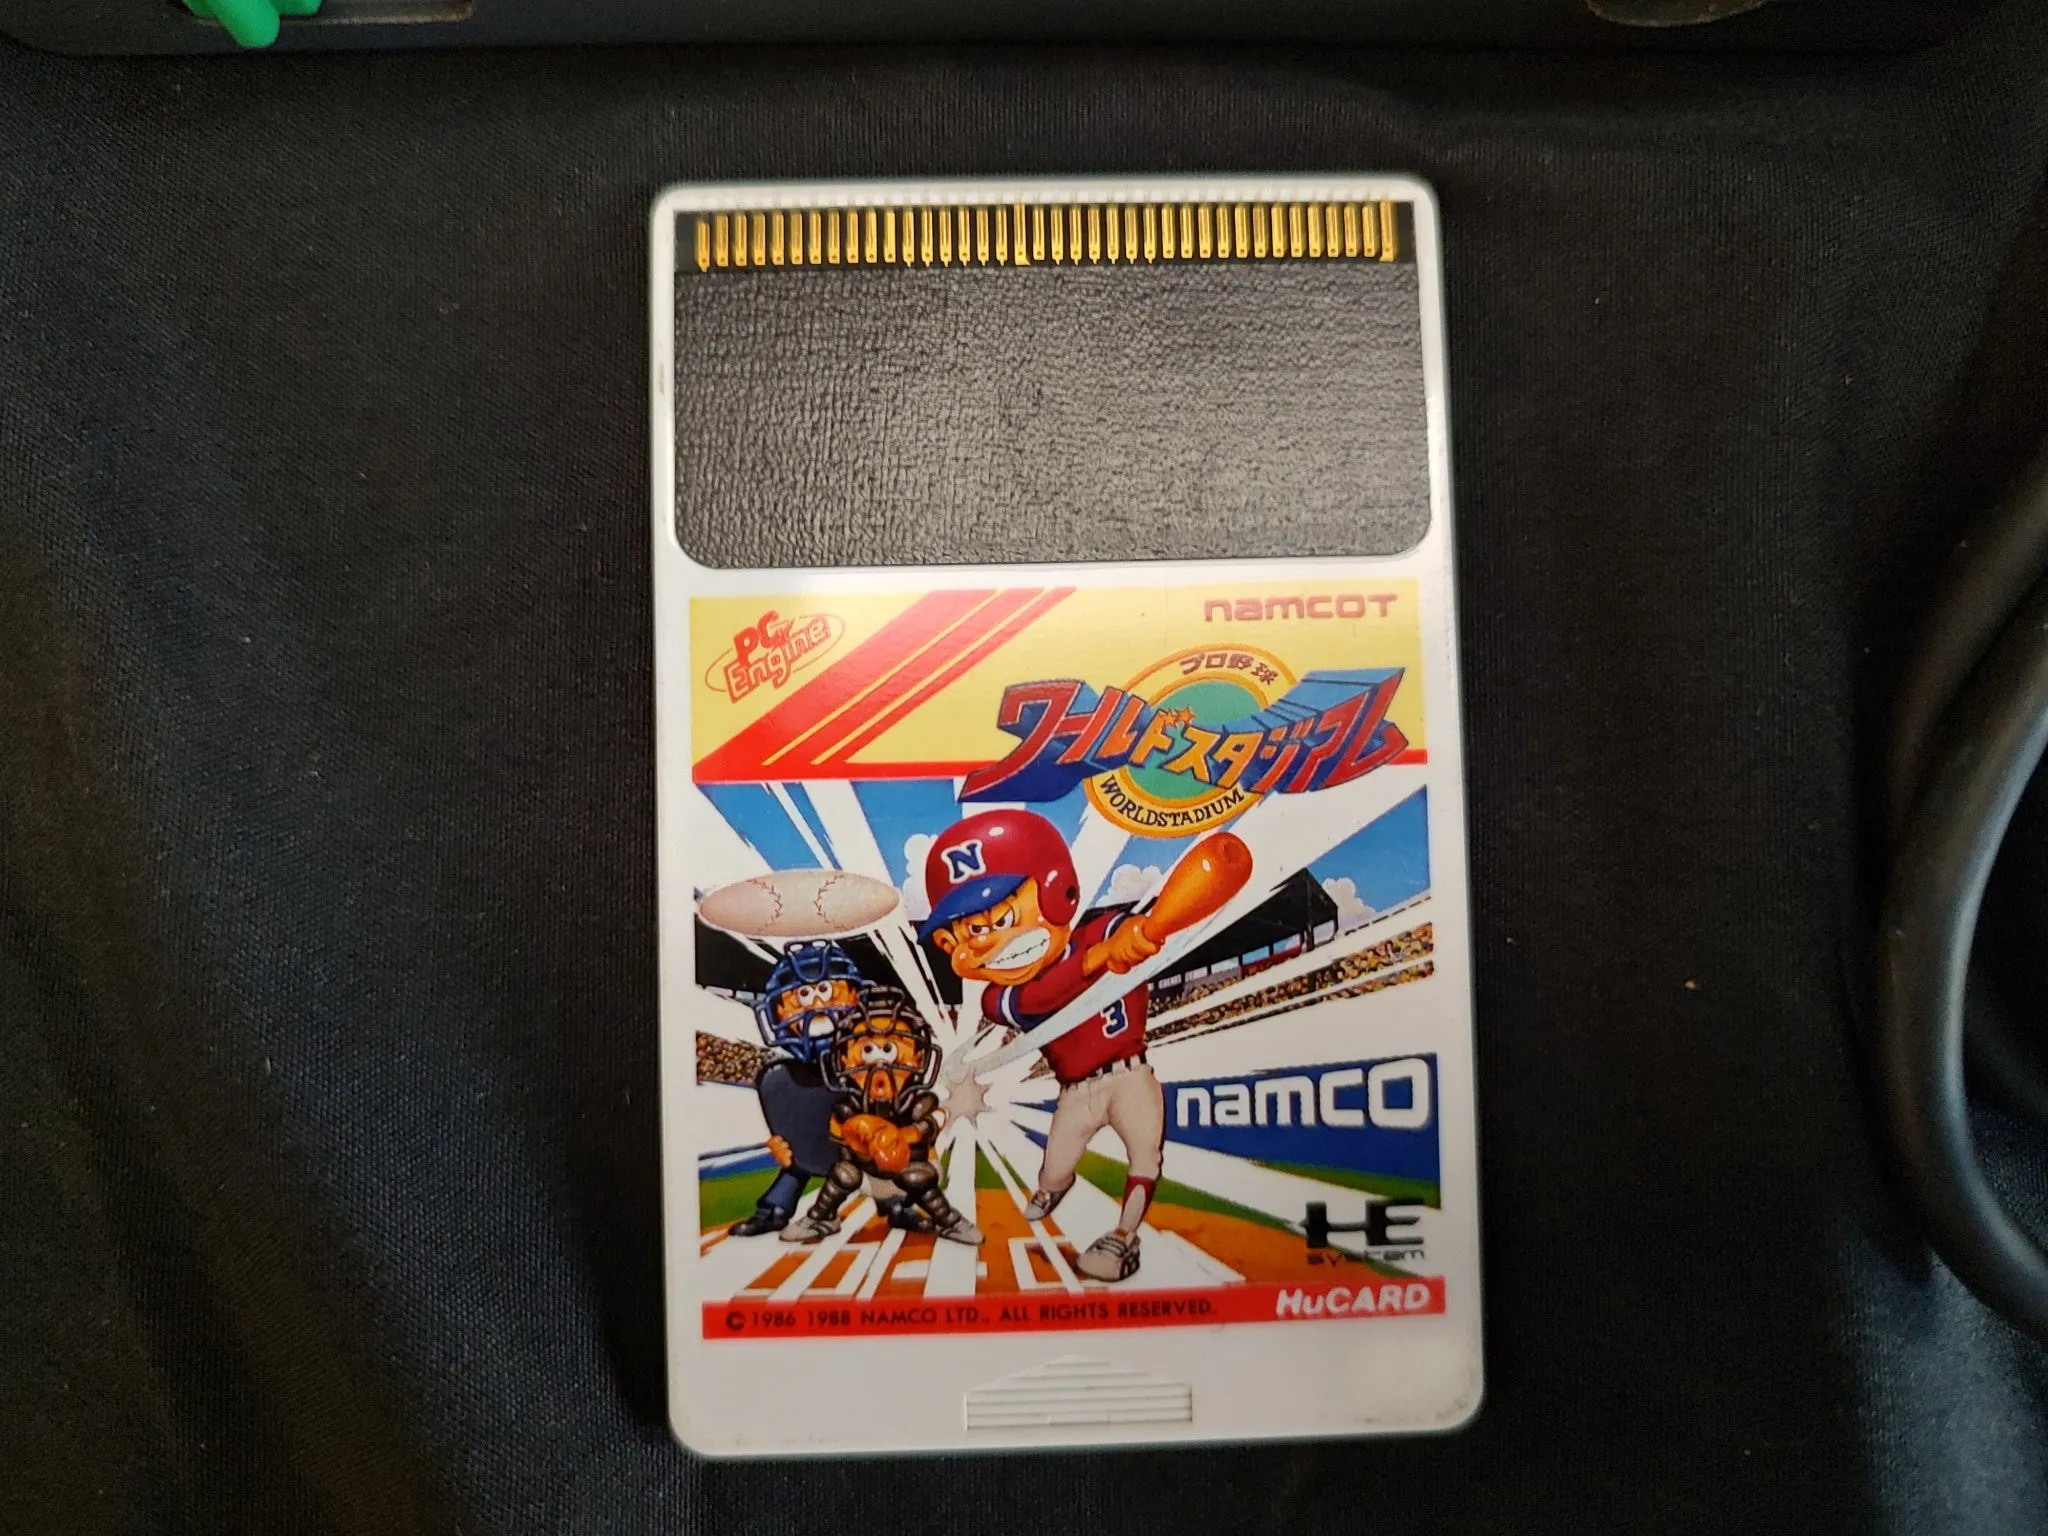 PC Engine
namcoT
プロ野球
ワールドスタジアム
WORLDSTADIUM
N
3
namco
HE
system
HuCARD
© 1986 1988 NAMCO LTD., ALL RIGHTS RESERVED.